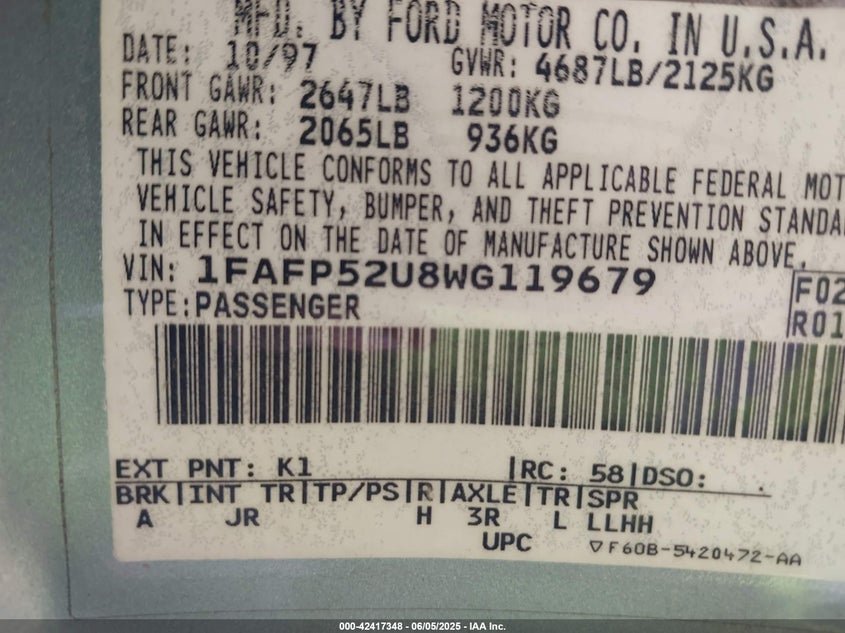 MFD. BY FORD MOTOR CO. IN U.S.A.
DATE: 10/97 GVWR: 4687LB/2125KG
FRONT GAWR: 2647LB 1200KG
REAR GAWR: 2065LB 936KG
THIS VEHICLE CONFORMS TO ALL APPLICABLE FEDERAL MOT
VEHICLE SAFETY, BUMPER, AND THEFT PREVENTION STANDA
IN EFFECT ON THE DATE OF MANUFACTURE SHOWN ABOVE.
VIN: 1FAFP52U8WG119679 F02
TYPE: PASSENGER R01
EXT PNT: K1 |RC: 58|DSO:
BRK|INT TR|TP/PS|R|AXLE|TR|SPR
A JR H 3R L LLHH
UPC ▽F60B-5420472-AA
000-42417348 - 06/05/2025 - IAA Inc.